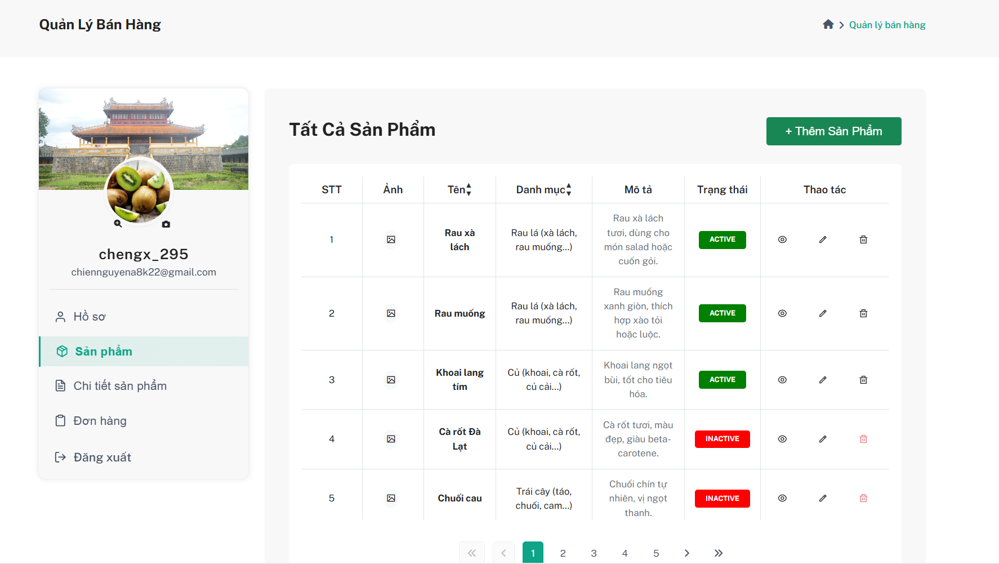 Quản Lý Bán Hàng
Quản lý bán hàng
chengx_295
chiennguyena8k22@gmail.com
Hồ sơ
Sản phẩm
Chi tiết sản phẩm
Đơn hàng
Đăng xuất
Tất Cả Sản Phẩm
+ Thêm Sản Phẩm
STT Ảnh Tên Danh mục Mô tả Trạng thái Thao tác
1
Rau xà
lách
Rau lá (xà lách,
rau muống...)
Rau xà lách
tươi, dùng cho
món salad hoặc
cuốn gỏi.
ACTIVE
2
Rau muống
Rau lá (xà lách,
rau muống...)
Rau muống
xanh giòn, thích
hợp xào tỏi
hoặc luộc.
ACTIVE
3
Khoai lang
tím
Củ (khoai, cà rốt,
củ cải...)
Khoai lang ngọt
bùi, tốt cho tiêu
hóa.
ACTIVE
4
Cà rốt Đà
Lạt
Củ (khoai, cà rốt,
củ cải...)
Cà rốt tươi, màu
đẹp, giàu beta-
carotene.
INACTIVE
5
Chuối cau
Trái cây (táo,
chuối, cam...)
Chuối chín tự
nhiên, vị ngọt
thanh.
INACTIVE
1 2 3 4 5